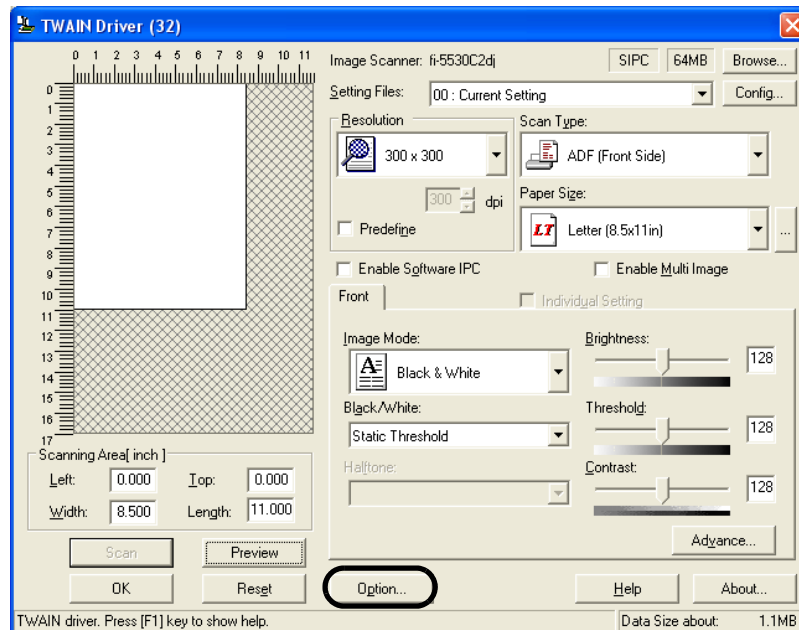 TWAIN Driver (32)
0 1 2 3 4 5 6 7 8 9 10 11
0
1
2
3
4
5
6
7
8
9
10
11
12
13
14
15
16
17
Image Scanner: fi-5530C2dj SIPC 64MB Browse...
Setting Files: 00 : Current Setting Config...
Resolution
300 x 300
300 dpi
Predefine
Scan Type:
ADF (Front Side)
Paper Size:
LT Letter (8.5x11in) ...
Enable Software IPC Enable Multi Image
Front Individual Setting
Image Mode:
A Black & White
Black/White:
Static Threshold
Halftone:
Brightness:
128
Threshold:
128
Contrast:
128
Advance...
Scanning Area[ inch ]
Left: 0.000 Top: 0.000
Width: 8.500 Length: 11.000
Scan Preview
OK Reset Option... Help About...
TWAIN driver. Press [F1] key to show help. Data Size about: 1.1MB